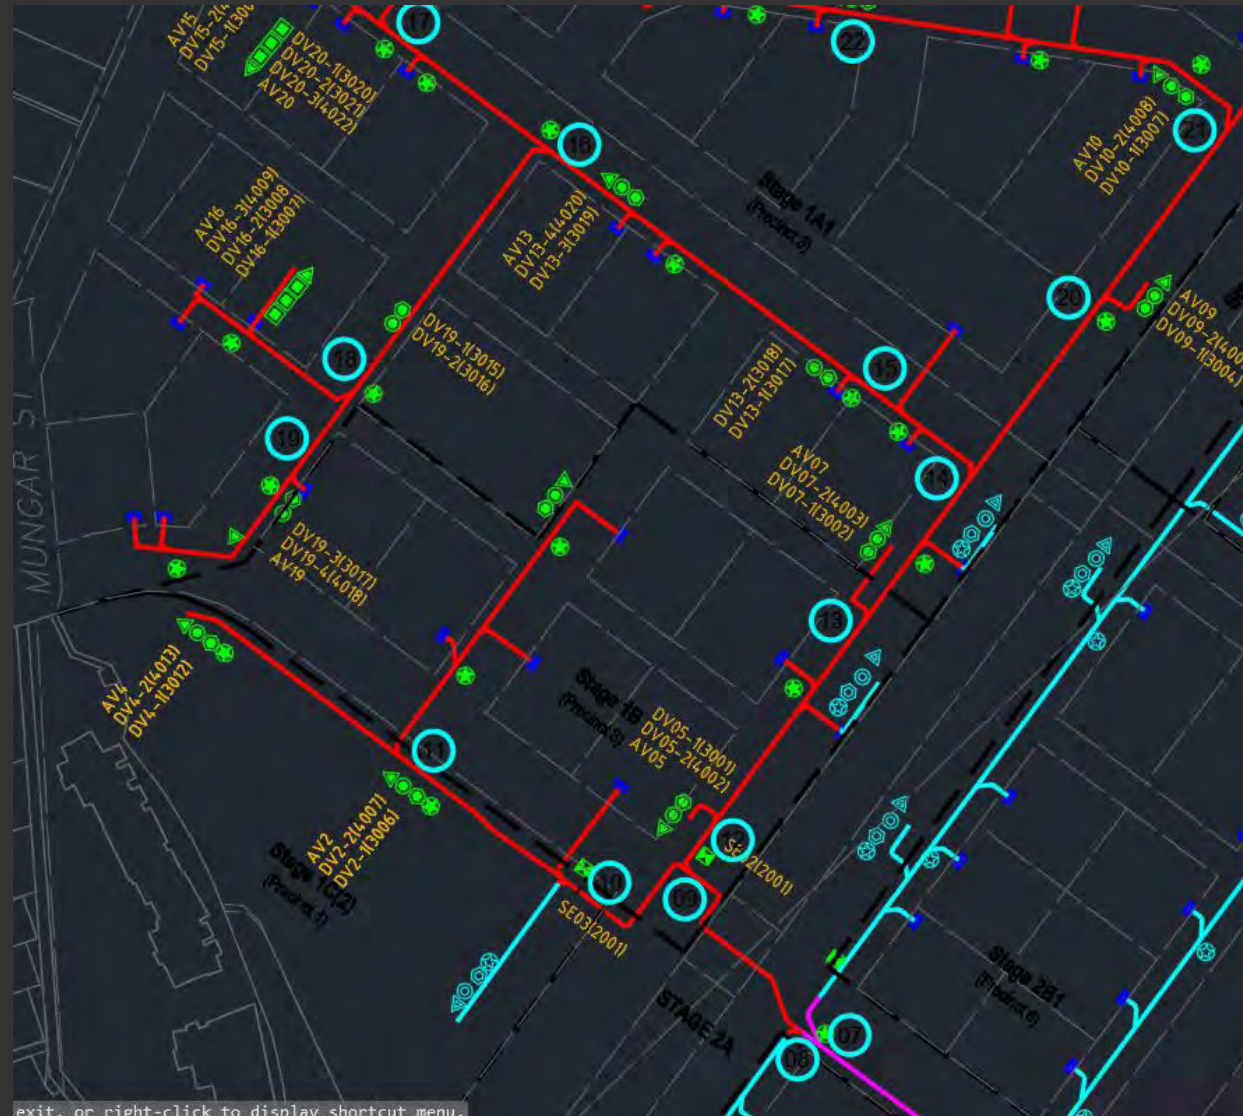 17
22
AV15
DV20-1(3020)
DV20-2(3021)
DV20-3(4022)
AV20
21
AV10
DV10-2(4008)
DV10-1(3007)
16
Stage 1A1
AV16
DV16-3(4009)
DV16-2(3008
DV16-1(3007)
AV13
DV13-4(4020)
DV13-3(3019)
20
AV09
DV09-2(400
DV09-1(3004)
DV19-1(3015)
DV19-2(3016)
18
15
DV13-2(3018)
DV13-1(3017)
19
14
AV07
DV07-2(4003)
DV07-1(3002)
MUNGAR ST
DV19-3(3017)
DV19-4(4018)
AV19
13
AV4
DV4-2(4013)
DV4-1(3012)
Stage 1B
DV05-1(3001)
DV05-2(4002)
AV05
11
AV2
DV2-2(4007)
DV2-1(3006)
12
Stage 1C(2)
(Precinct 1)
10
09
SE03(2001)
Stage 2B1
(Precinct 6)
STAGE 2A
07
08
exit, or right-click to display shortcut menu.